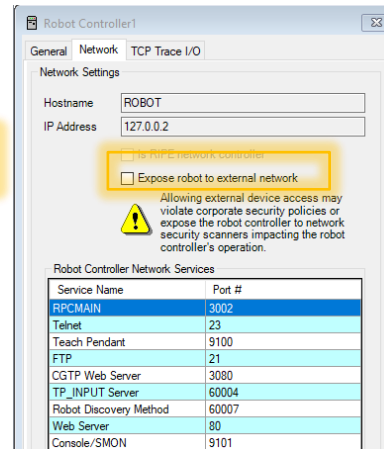 Robot Controller1
General Network TCP Trace I/O
Network Settings
Hostname ROBOT
IP Address 127.0.0.2
Is RIPE network controller
Expose robot to external network
Allowing external device access may
violate corporate security policies or
expose the robot controller to network
security scanners impacting the robot
controller's operation.
Robot Controller Network Services
Service Name Port #
RPCMAIN 3002
Telnet 23
Teach Pendant 9100
FTP 21
CGTP Web Server 3080
TP_INPUT Server 60004
Robot Discovery Method 60007
Web Server 80
Console/SMON 9101